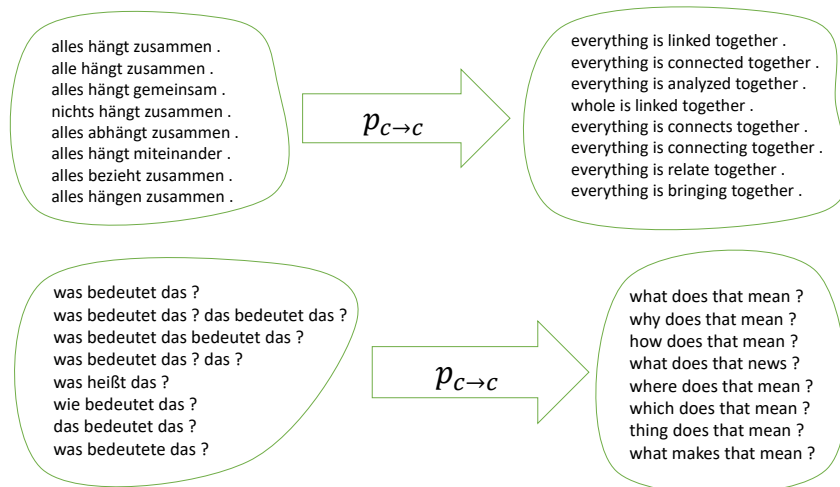 alles hängt zusammen .
alle hängt zusammen .
alles hängt gemeinsam .
nichts hängt zusammen .
alles abhängt zusammen .
alles hängt miteinander .
alles bezieht zusammen .
alles hängen zusammen .
p_{c→c}
everything is linked together .
everything is connected together .
everything is analyzed together .
whole is linked together .
everything is connects together .
everything is connecting together .
everything is relate together .
everything is bringing together .
was bedeutet das ?
was bedeutet das ? das bedeutet das ?
was bedeutet das bedeutet das ?
was bedeutet das ? das ?
was heißt das ?
wie bedeutet das ?
das bedeutet das ?
was bedeutete das ?
p_{c→c}
what does that mean ?
why does that mean ?
how does that mean ?
what does that news ?
where does that mean ?
which does that mean ?
thing does that mean ?
what makes that mean ?